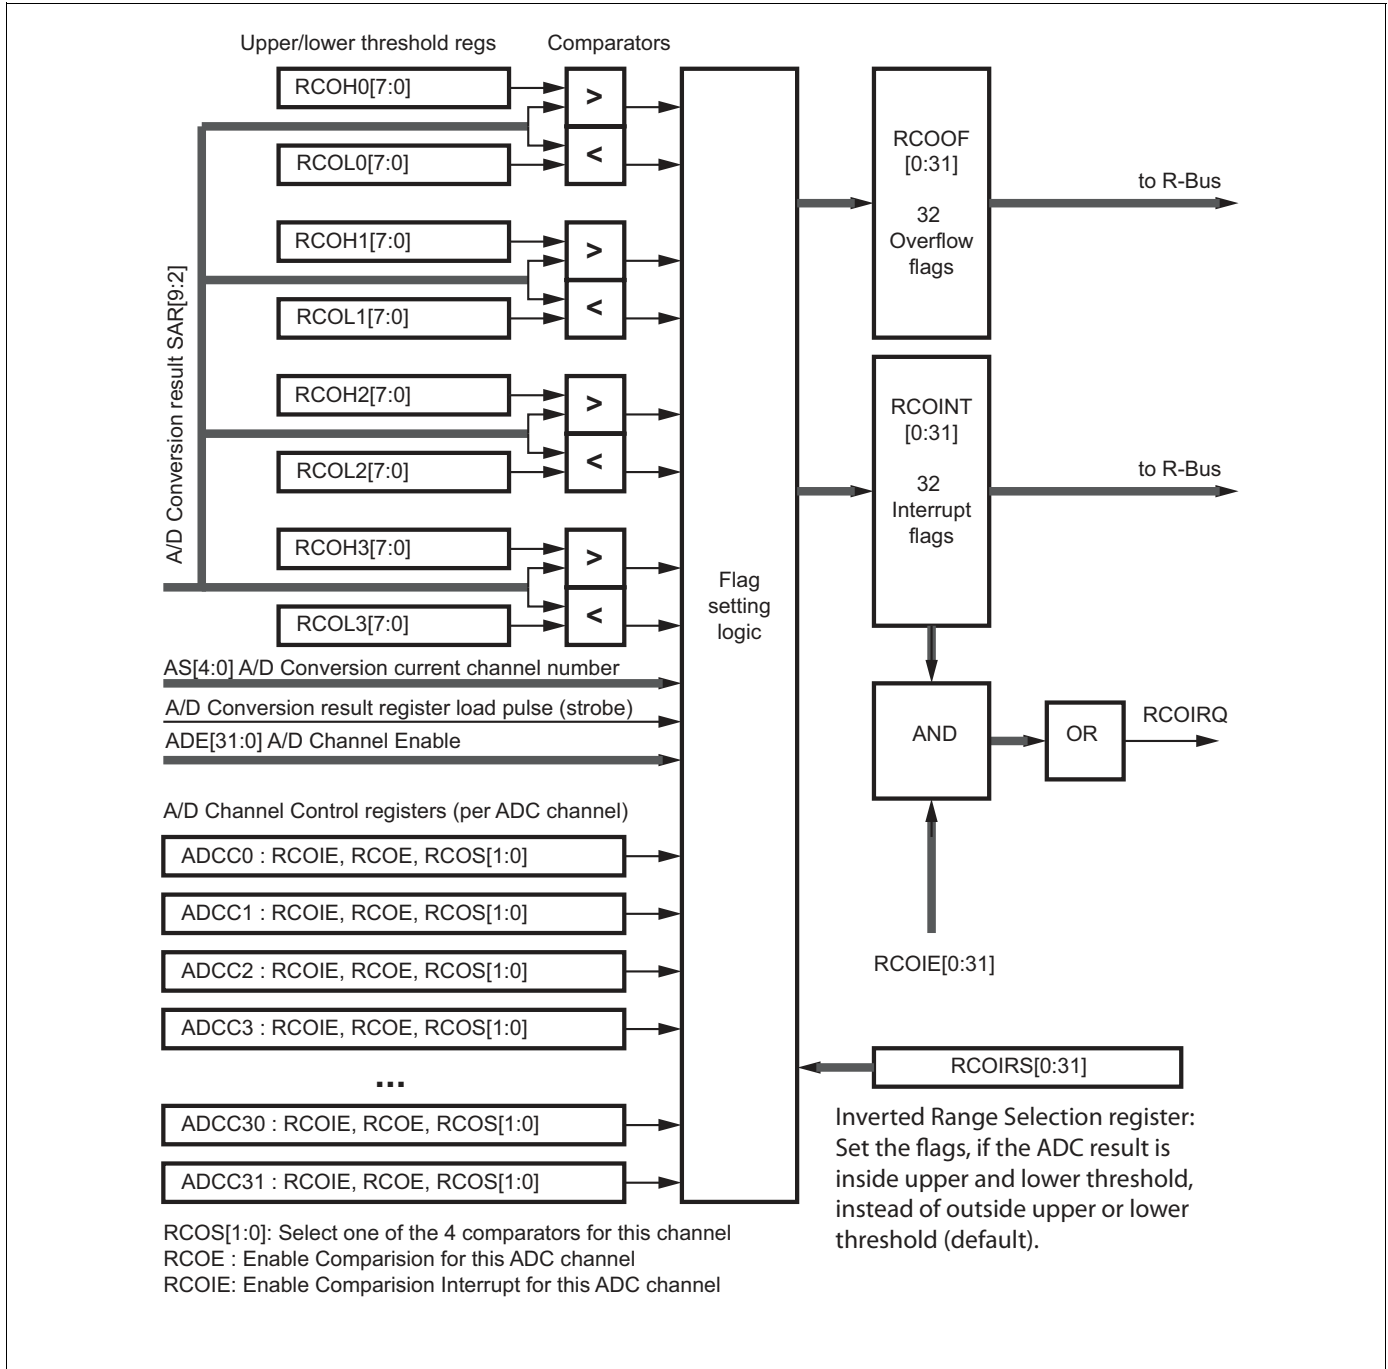 Upper/lower threshold regs
Comparators
RCOH0[7:0]
>
<
RCOL0[7:0]
RCOH1[7:0]
>
<
RCOL1[7:0]
RCOH2[7:0]
>
<
RCOL2[7:0]
RCOH3[7:0]
>
<
RCOL3[7:0]
A/D Conversion result SAR[9:2]
AS[4:0] A/D Conversion current channel number
A/D Conversion result register load pulse (strobe)
ADE[31:0] A/D Channel Enable
A/D Channel Control registers (per ADC channel)
ADCC0 : RCOIE, RCOE, RCOS[1:0]
ADCC1 : RCOIE, RCOE, RCOS[1:0]
ADCC2 : RCOIE, RCOE, RCOS[1:0]
ADCC3 : RCOIE, RCOE, RCOS[1:0]
...
ADCC30 : RCOIE, RCOE, RCOS[1:0]
ADCC31 : RCOIE, RCOE, RCOS[1:0]
RCOS[1:0]: Select one of the 4 comparators for this channel
RCOE : Enable Comparision for this ADC channel
RCOIE: Enable Comparision Interrupt for this ADC channel
Flag
setting
logic
RCOOF
[0:31]
32
Overflow
flags
to R-Bus
RCOINT
[0:31]
32
Interrupt
flags
to R-Bus
AND
OR
RCOIRQ
RCOIE[0:31]
RCOIRS[0:31]
Inverted Range Selection register:
Set the flags, if the ADC result is
inside upper and lower threshold,
instead of outside upper or lower
threshold (default).